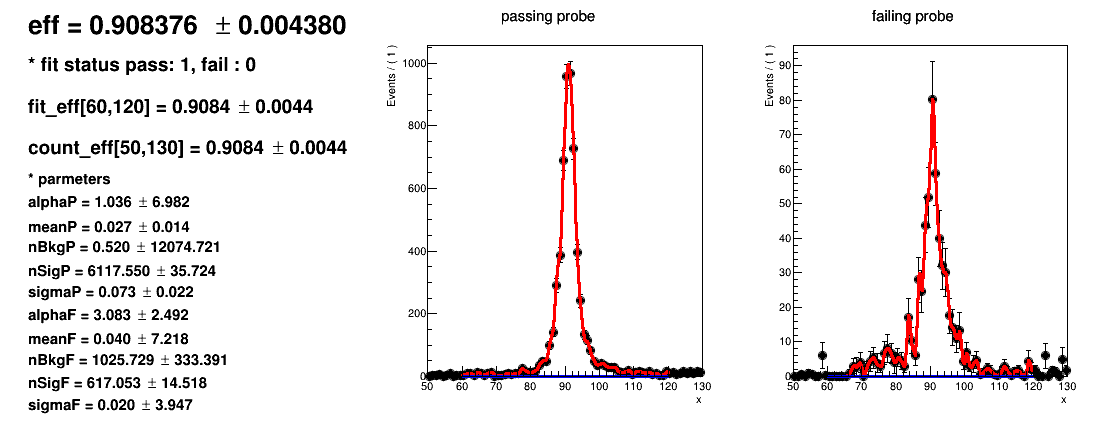 eff = 0.908376 ± 0.004380
* fit status pass: 1, fail : 0
fit_eff[60,120] = 0.9084 ± 0.0044
count_eff[50,130] = 0.9084 ± 0.0044
* parmeters
alphaP = 1.036 ± 6.982
meanP = 0.027 ± 0.014
nBkgP = 0.520 ± 12074.721
nSigP = 6117.550 ± 35.724
sigmaP = 0.073 ± 0.022
alphaF = 3.083 ± 2.492
meanF = 0.040 ± 7.218
nBkgF = 1025.729 ± 333.391
nSigF = 617.053 ± 14.518
sigmaF = 0.020 ± 3.947
passing probe
Events / ( 1 )
1000
800
600
400
200
0
50 60 70 80 90 100 110 120 130
x
failing probe
Events / ( 1 )
90
80
70
60
50
40
30
20
10
0
50 60 70 80 90 100 110 120 130
x